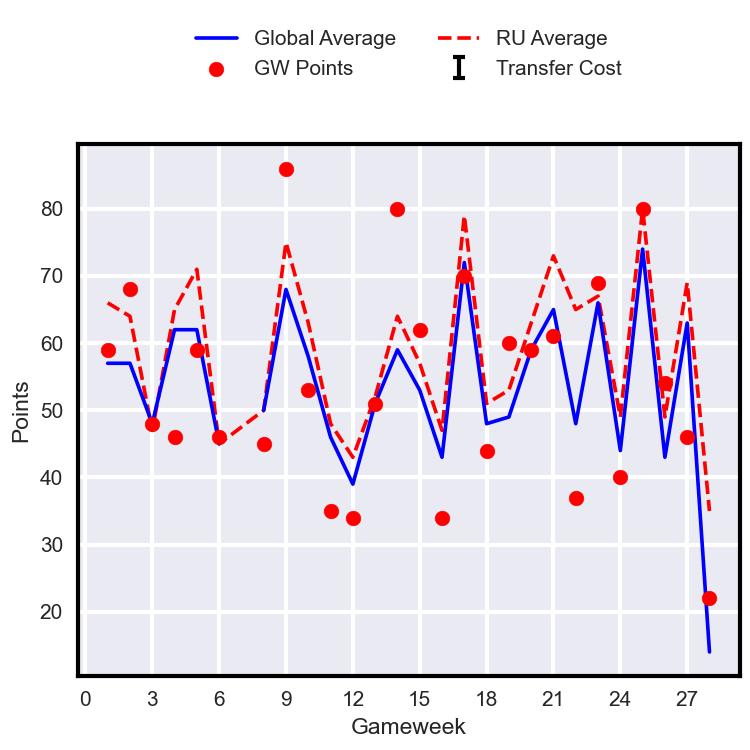 Global Average
RU Average
GW Points
Transfer Cost
Points
80
70
60
50
40
30
20
0 3 6 9 12 15 18 21 24 27
Gameweek